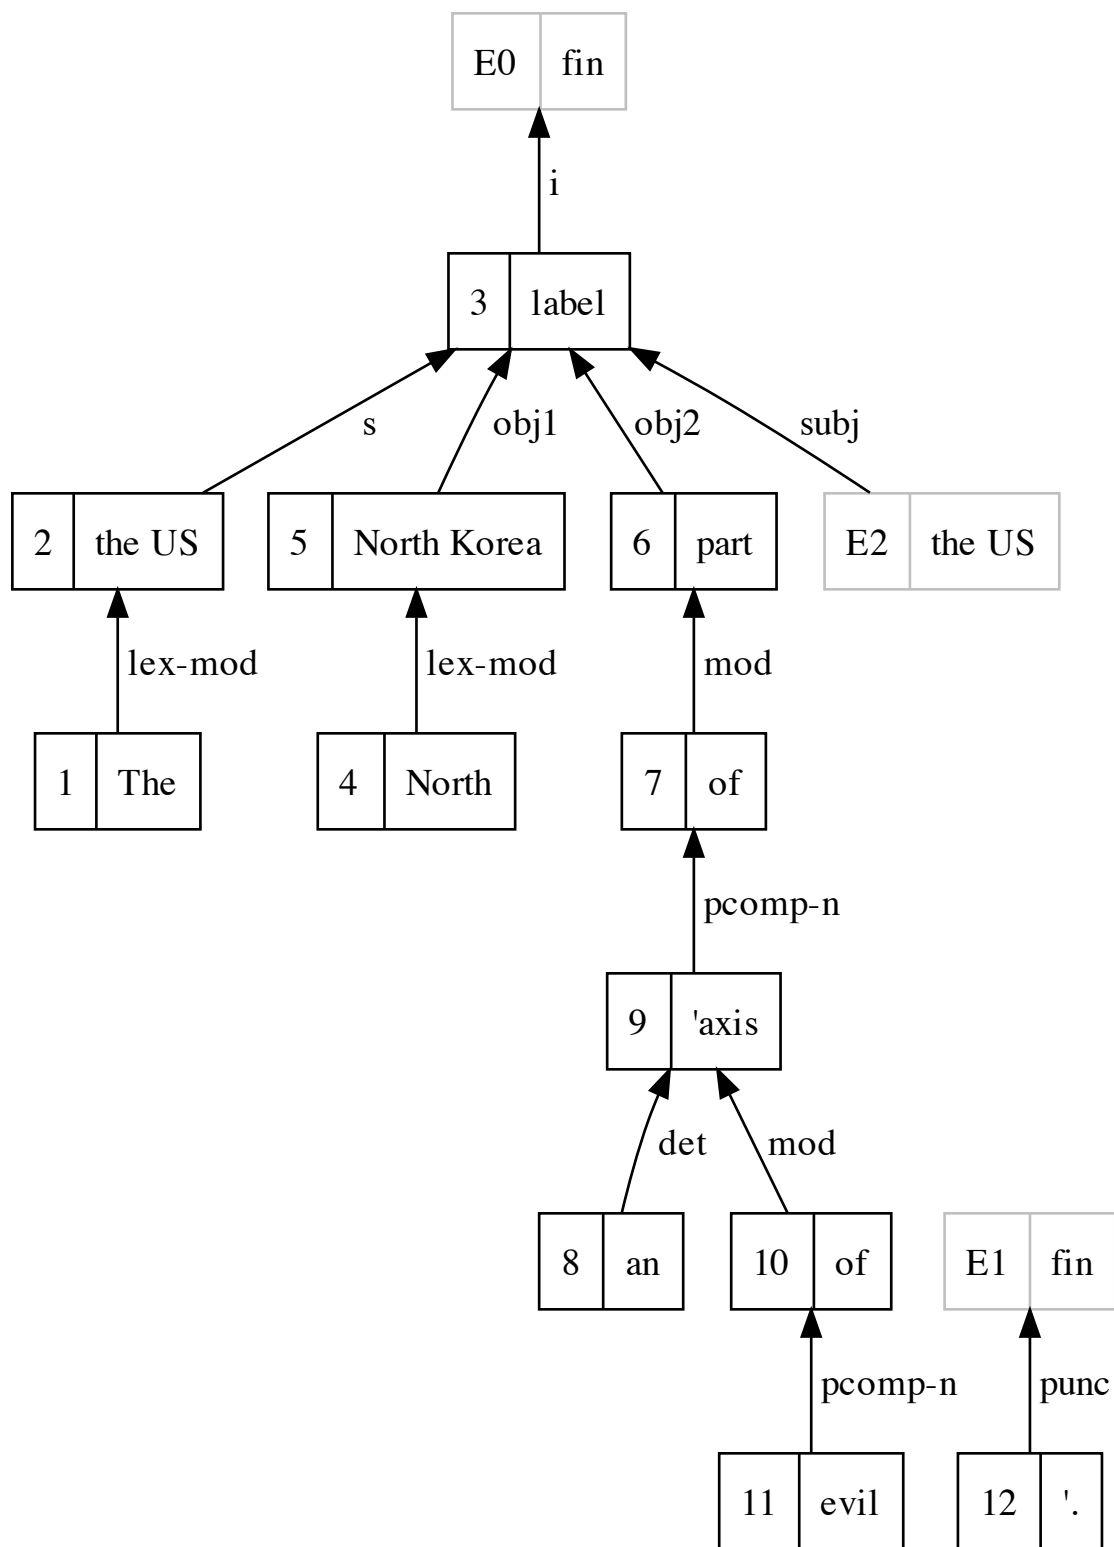 E0 fin
i
3 label
s obj1 obj2 subj
2 the US 5 North Korea 6 part E2 the US
lex-mod lex-mod mod
1 The 4 North 7 of
pcomp-n
9 'axis
det mod
8 an 10 of E1 fin
pcomp-n punc
11 evil 12 '.